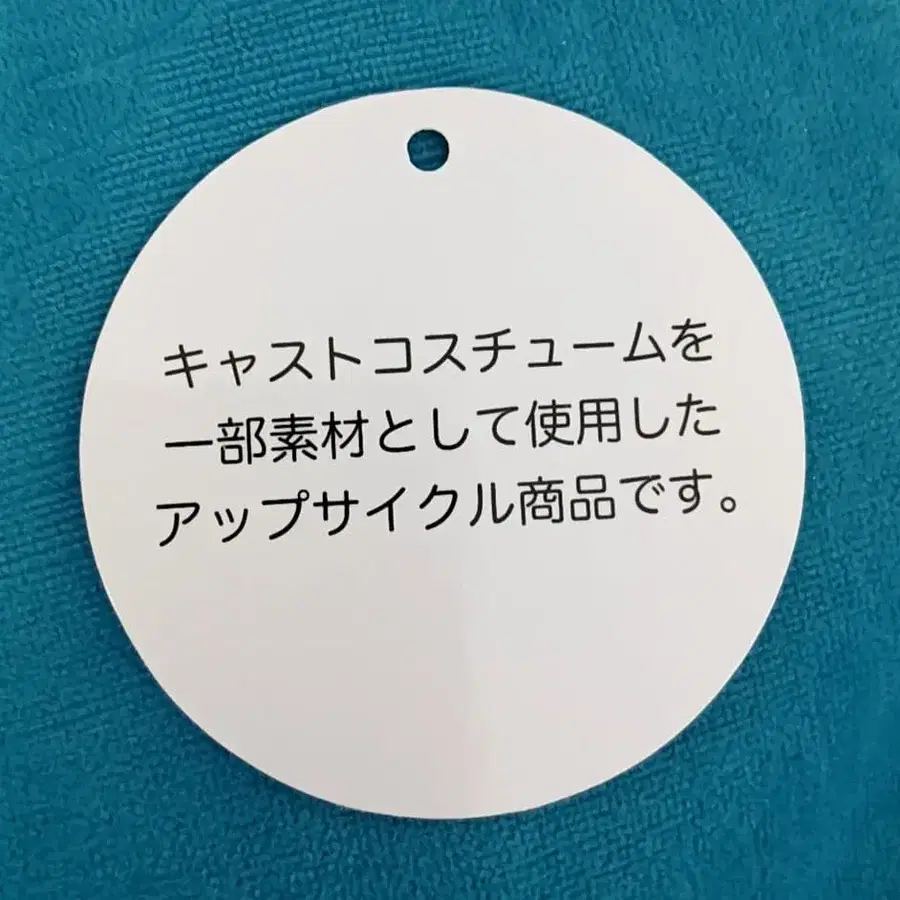 キャストコスチュームを
一部素材として使用した
アップサイクル商品です。